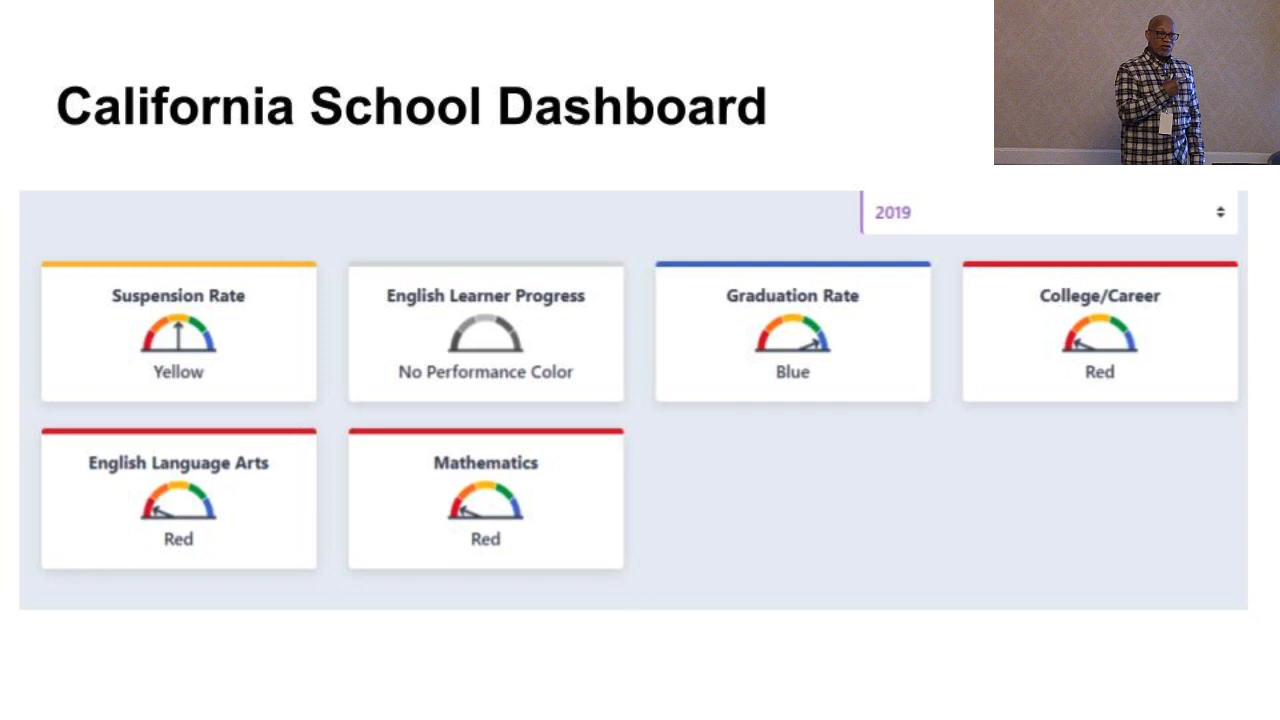 California School Dashboard
2019
Suspension Rate
Yellow
English Learner Progress
No Performance Color
Graduation Rate
Blue
College/Career
Red
English Language Arts
Red
Mathematics
Red